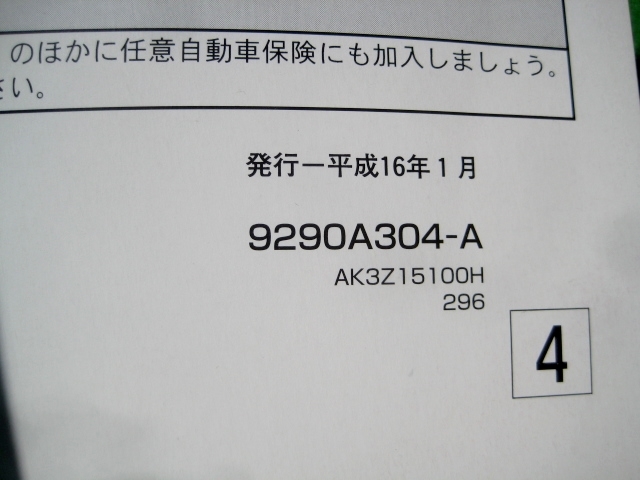 のほかに任意自動車保険にも加入しましょう。
さい。
発行ー平成16年1月
9290A304-A
AK3Z15100H
296
4